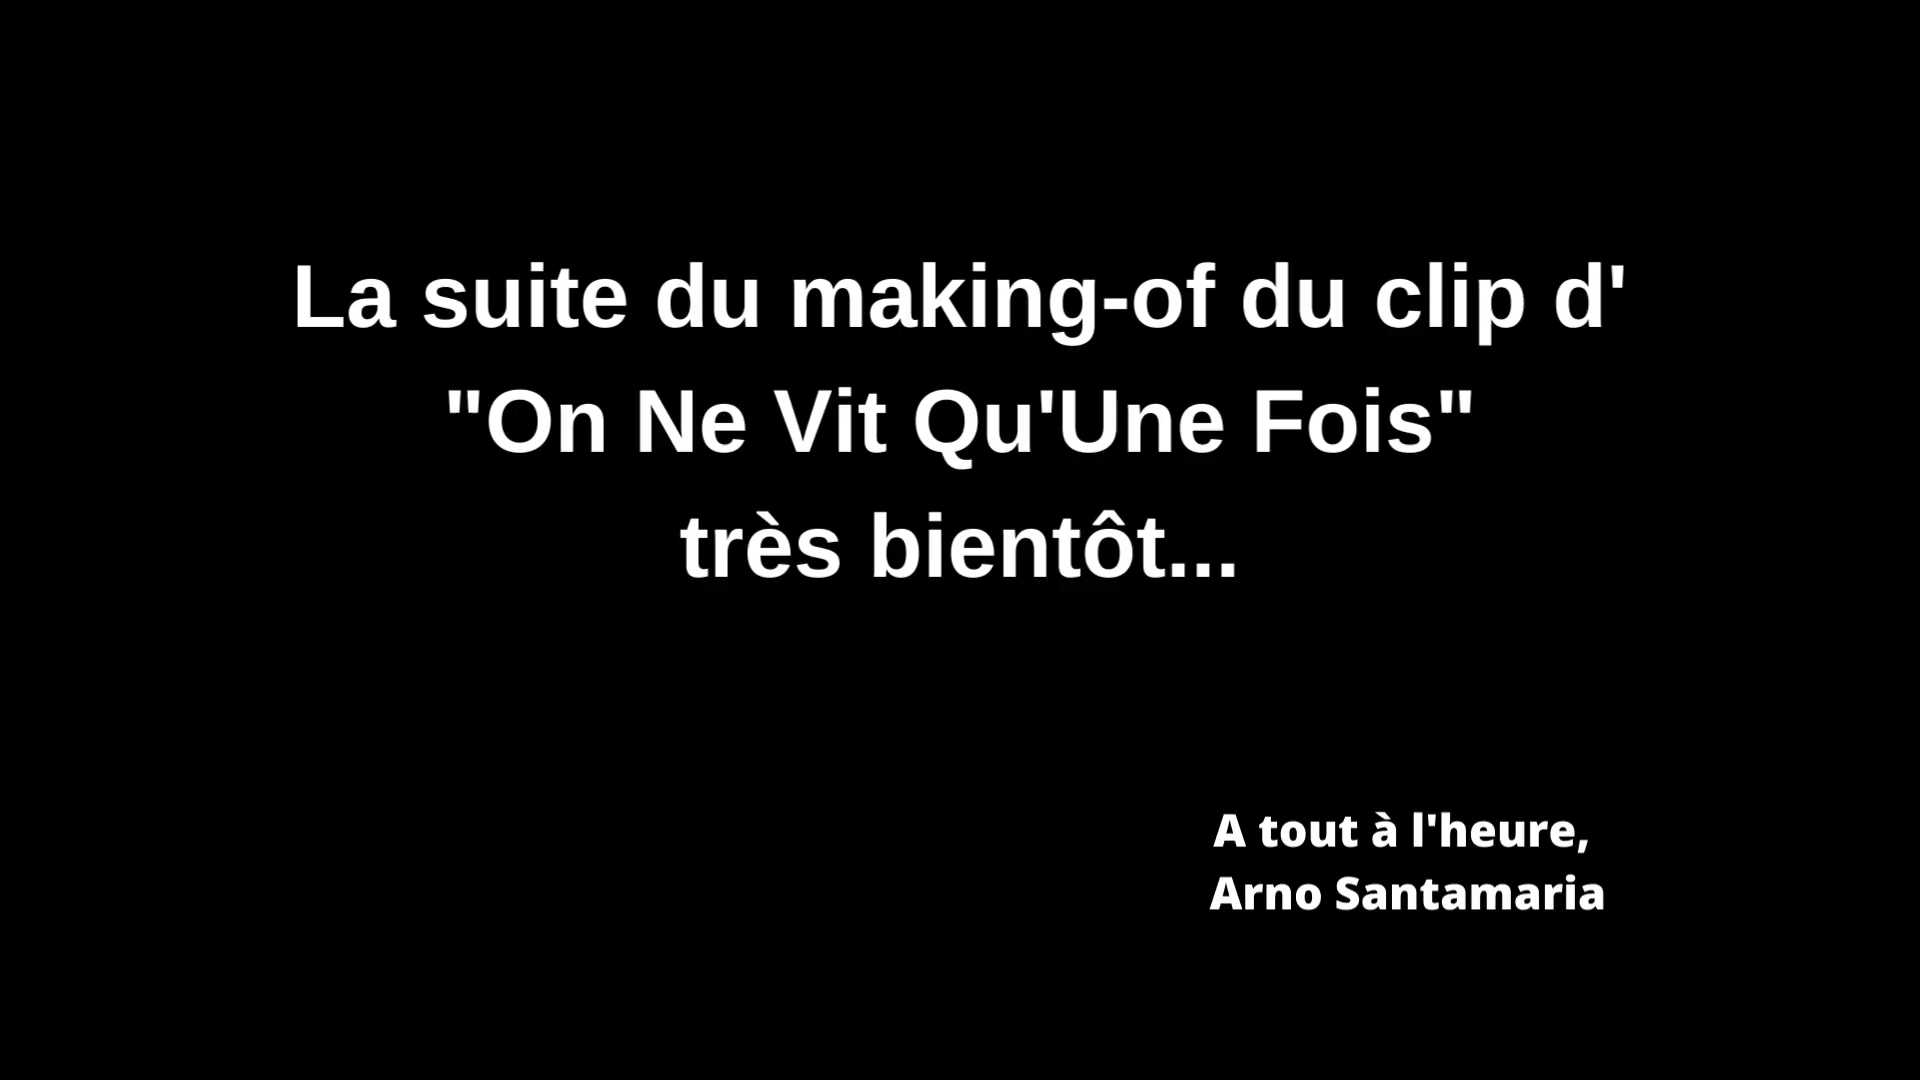 La suite du making-of du clip d'
"On Ne Vit Qu'Une Fois"
très bientôt...
A tout à l'heure,
Arno Santamaria